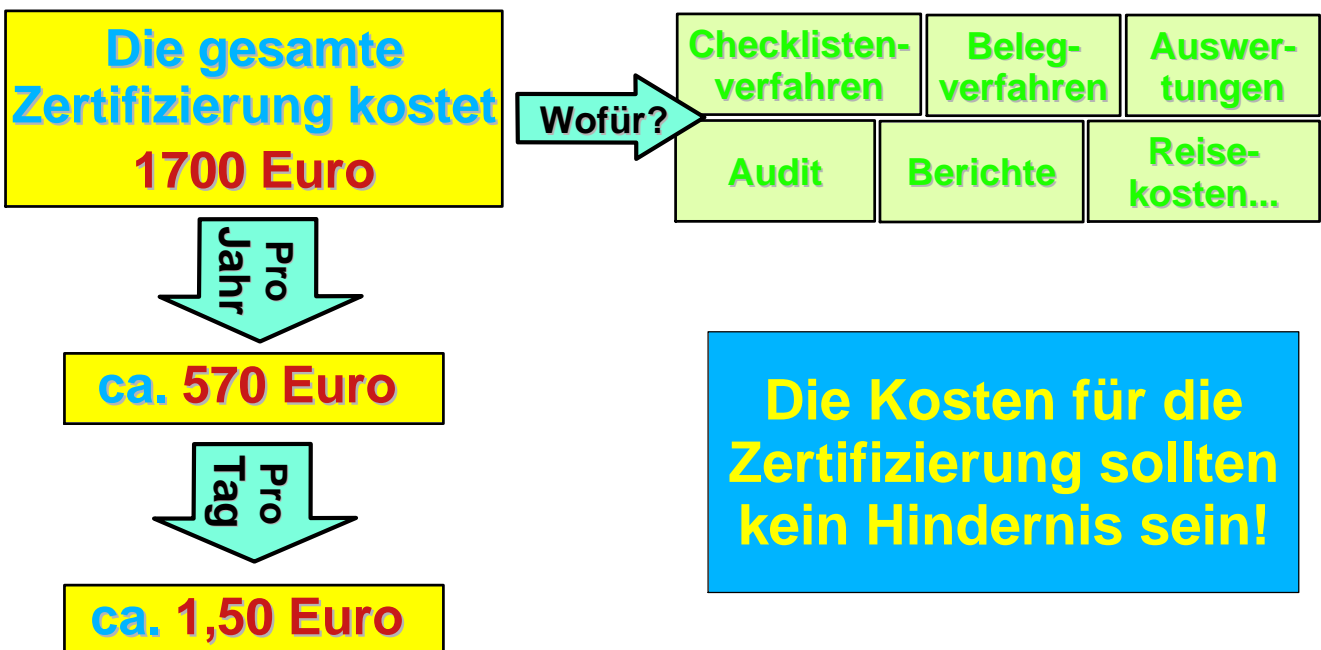 Die gesamte
Zertifizierung kostet
1700 Euro
Wofür?
Checklisten-
verfahren
Beleg-
verfahren
Auswer-
tungen
Audit
Berichte
Reise-
kosten...
Pro
Jahr
ca. 570 Euro
Pro
Tag
ca. 1,50 Euro
Die Kosten für die
Zertifizierung sollten
kein Hindernis sein!